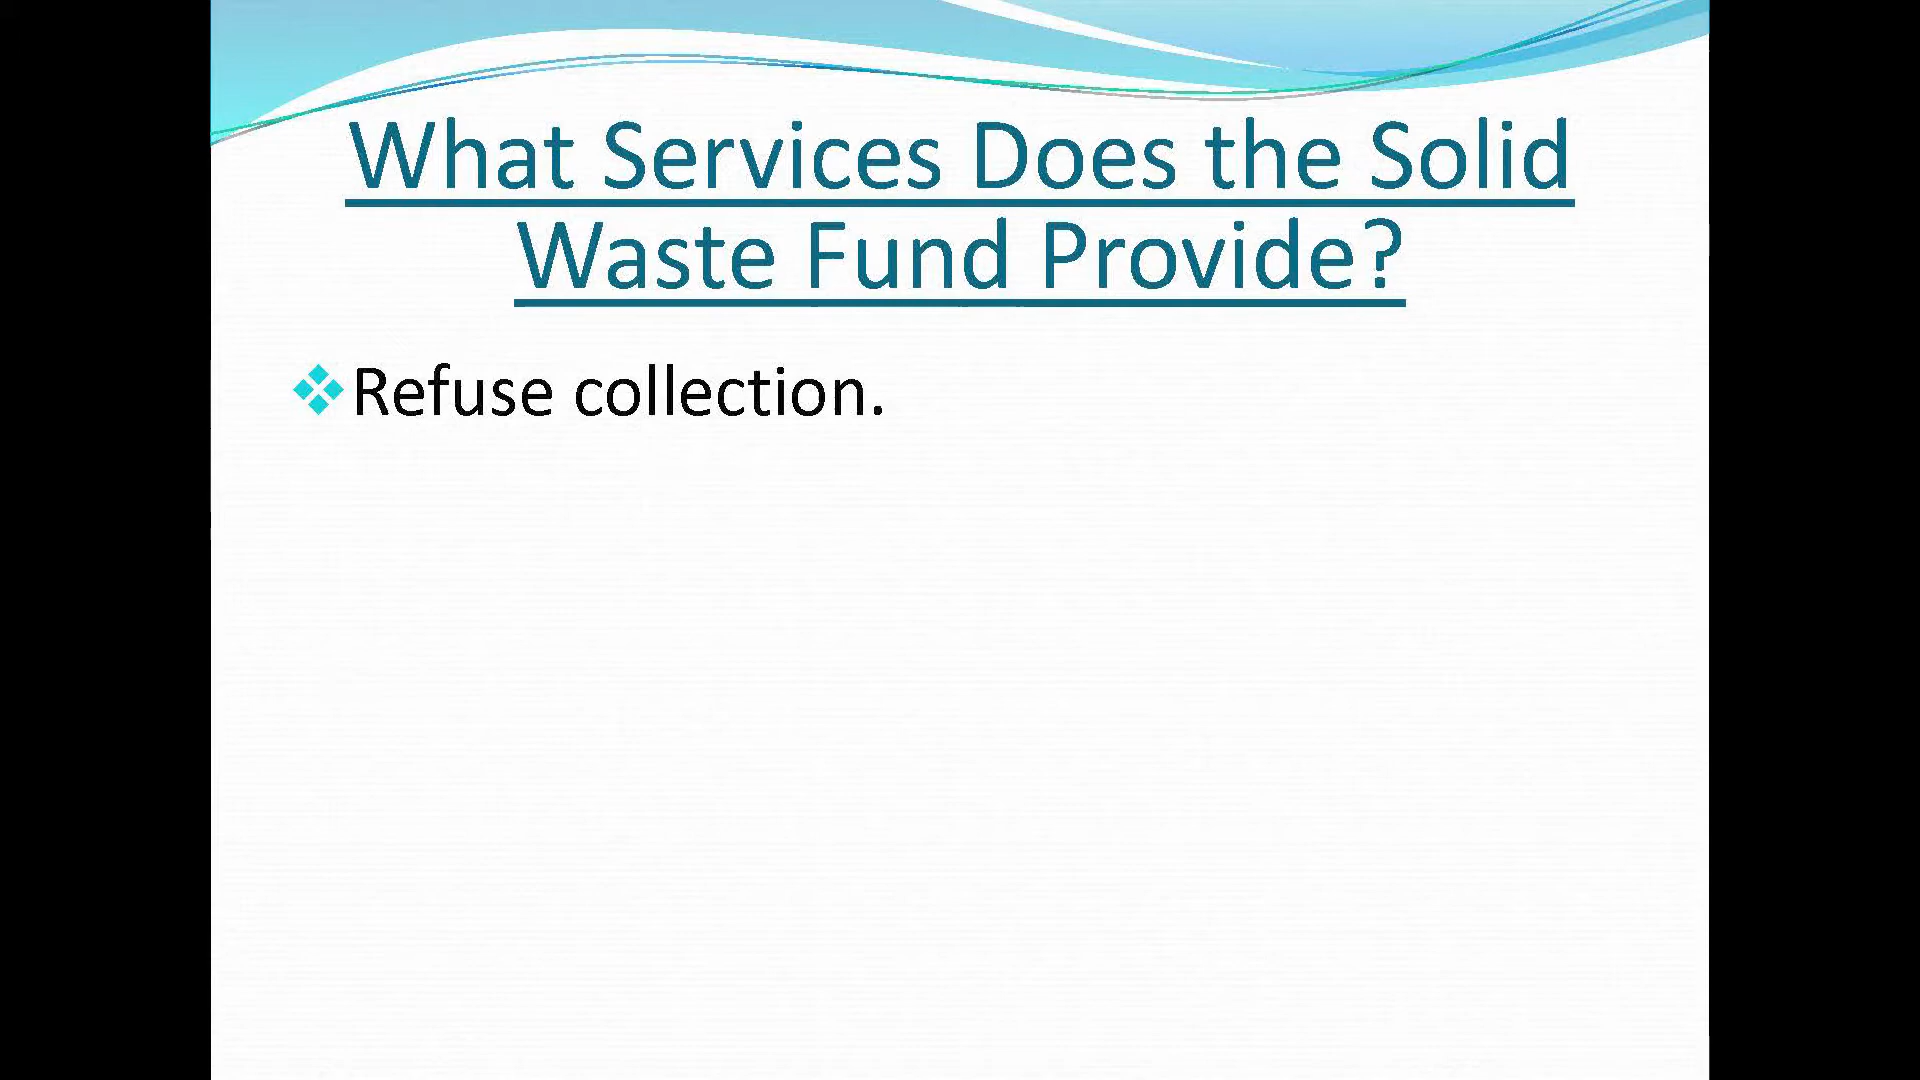 What Services Does the Solid
Waste Fund Provide?
Refuse collection.